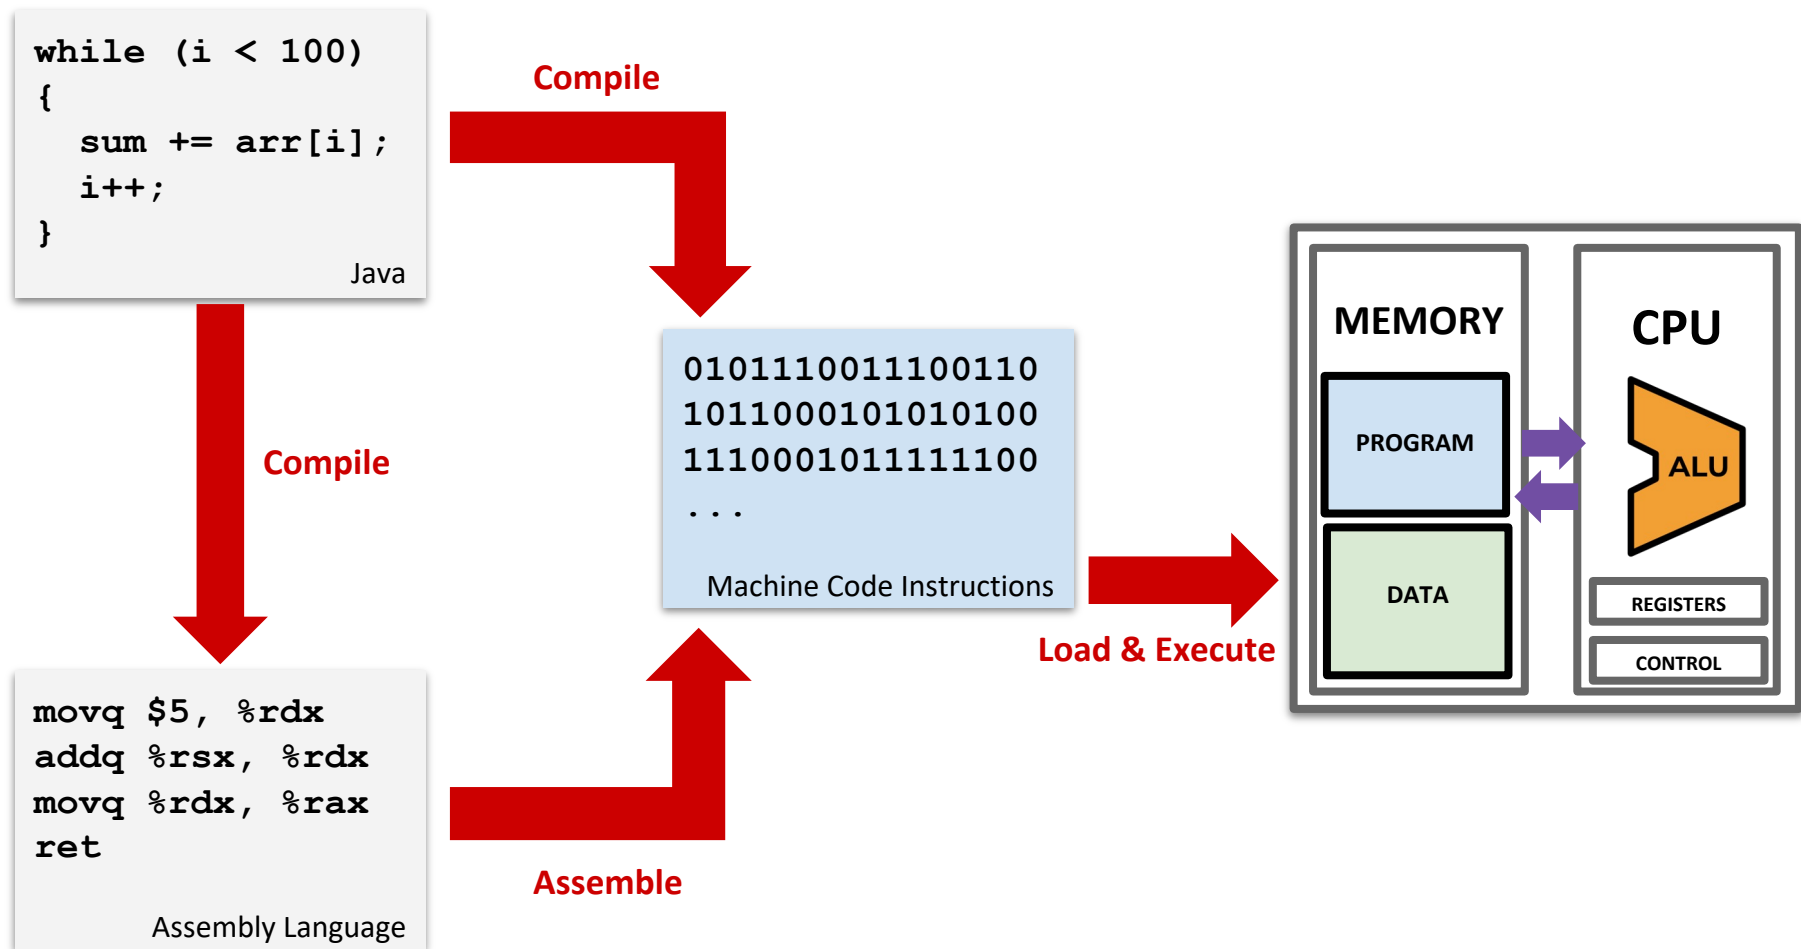 while (i < 100)
{
  sum += arr[i];
  i++;
}
Java
Compile
Compile
0101110011100110
1011000101010100
1110001011111100
...
Machine Code Instructions
movq $5, %rdx
addq %rsx, %rdx
movq %rdx, %rax
ret
Assembly Language
Assemble
Load & Execute
MEMORY
PROGRAM
DATA
CPU
ALU
REGISTERS
CONTROL